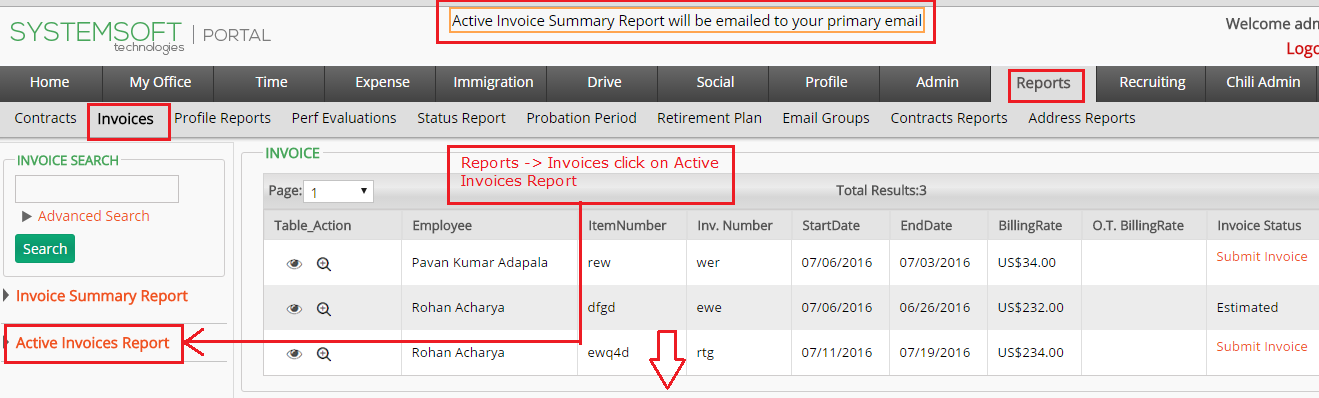 Active Invoice Summary Report will be emailed to your primary email
SYSTEMSOFT technologies | PORTAL
Welcome adm
Logo
Home My Office Time Expense Immigration Drive Social Profile Admin Reports Recruiting Chili Admin
Contracts Invoices Profile Reports Perf Evaluations Status Report Probation Period Retirement Plan Email Groups Contracts Reports Address Reports
INVOICE SEARCH
Advanced Search
Search
Invoice Summary Report
Active Invoices Report
INVOICE
Reports -> Invoices click on Active
Invoices Report
Page: 1 Total Results:3
Table_Action Employee ItemNumber Inv. Number StartDate EndDate BillingRate O.T. BillingRate Invoice Status
Pavan Kumar Adapala rew wer 07/06/2016 07/03/2016 US$34.00 Submit Invoice
Rohan Acharya dfgd ewe 07/06/2016 06/26/2016 US$232.00 Estimated
Rohan Acharya ewq4d rtg 07/11/2016 07/19/2016 US$234.00 Submit Invoice